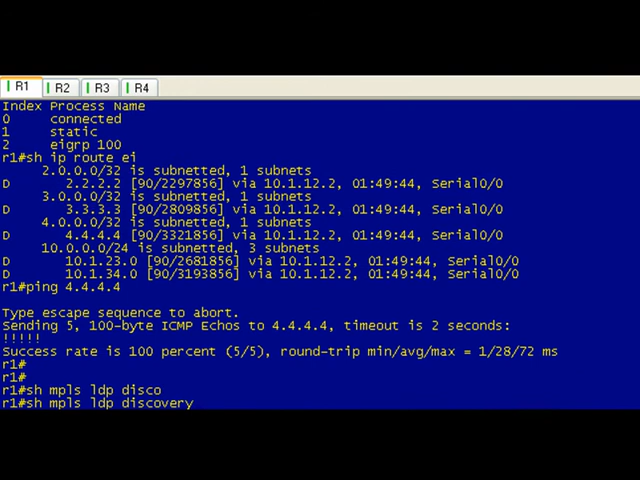 R1 R2 R3 R4
Index Process Name
0 connected
1 static
2 eigrp 100
r1#sh ip route ei
2.0.0.0/32 is subnetted, 1 subnets
D 2.2.2.2 [90/2297856] via 10.1.12.2, 01:49:44, Serial0/0
3.0.0.0/32 is subnetted, 1 subnets
D 3.3.3.3 [90/2809856] via 10.1.12.2, 01:49:44, Serial0/0
4.0.0.0/32 is subnetted, 1 subnets
D 4.4.4.4 [90/3321856] via 10.1.12.2, 01:49:44, Serial0/0
10.0.0.0/24 is subnetted, 3 subnets
D 10.1.23.0 [90/2681856] via 10.1.12.2, 01:49:44, Serial0/0
D 10.1.34.0 [90/3193856] via 10.1.12.2, 01:49:44, Serial0/0
r1#ping 4.4.4.4
Type escape sequence to abort.
Sending 5, 100-byte ICMP Echos to 4.4.4.4, timeout is 2 seconds:
!!!!!
Success rate is 100 percent (5/5), round-trip min/avg/max = 1/28/72 ms
r1#
r1#
r1#sh mpls ldp disco
r1#sh mpls ldp discovery